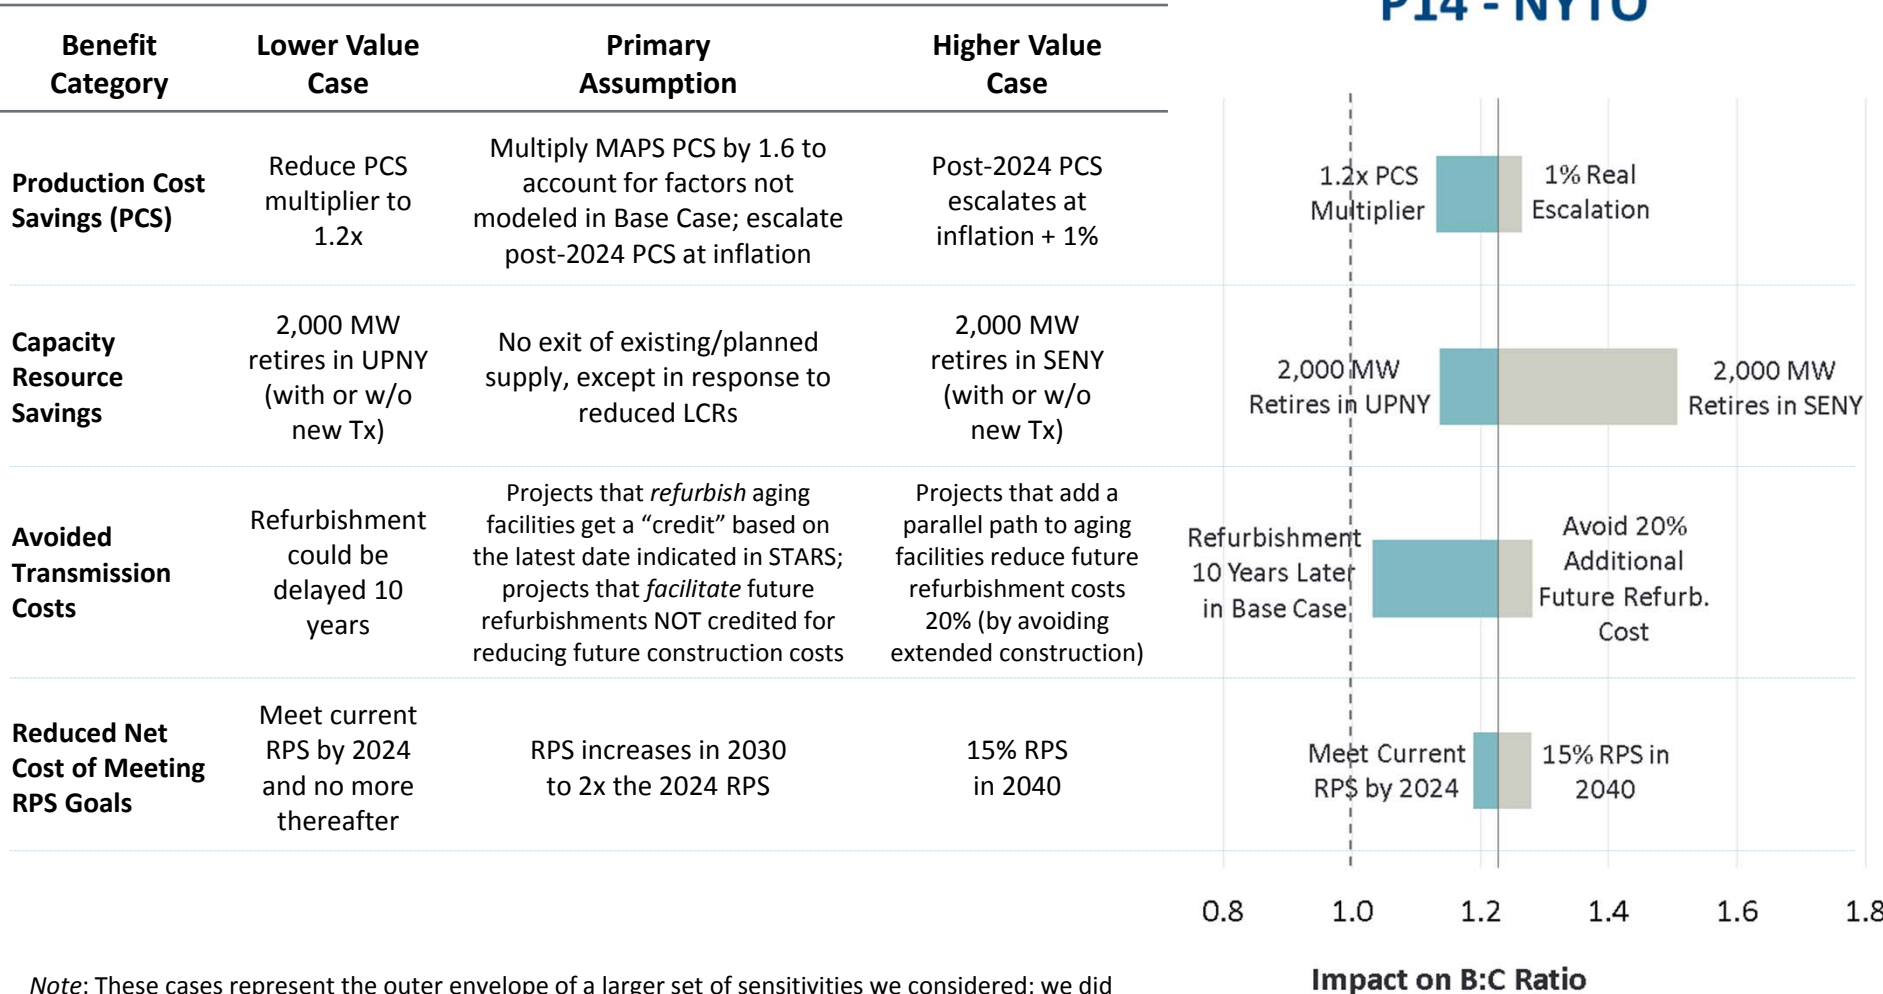 P14 - NYTO
Benefit
Category
Lower Value
Case
Primary
Assumption
Higher Value
Case
Production Cost
Savings (PCS)
Reduce PCS
multiplier to
1.2x
Multiply MAPS PCS by 1.6 to
account for factors not
modeled in Base Case; escalate
post-2024 PCS at inflation
Post-2024 PCS
escalates at
inflation + 1%
1.2x PCS
Multiplier
1% Real
Escalation
Capacity
Resource
Savings
2,000 MW
retires in UPNY
(with or w/o
new Tx)
No exit of existing/planned
supply, except in response to
reduced LCRs
2,000 MW
retires in SENY
(with or w/o
new Tx)
2,000 MW
Retires in UPNY
2,000 MW
Retires in SENY
Avoided
Transmission
Costs
Refurbishment
could be
delayed 10
years
Projects that refurbish aging
facilities get a “credit” based on
the latest date indicated in STARS;
projects that facilitate future
refurbishments NOT credited for
reducing future construction costs
Projects that add a
parallel path to aging
facilities reduce future
refurbishment costs
20% (by avoiding
extended construction)
Refurbishment
10 Years Later
in Base Case
Avoid 20%
Additional
Future Refurb.
Cost
Reduced Net
Cost of Meeting
RPS Goals
Meet current
RPS by 2024
and no more
thereafter
RPS increases in 2030
to 2x the 2024 RPS
15% RPS
in 2040
Meet Current
RPS by 2024
15% RPS in
2040
0.8 1.0 1.2 1.4 1.6 1.8
Impact on B:C Ratio
Note: These cases represent the outer envelope of a larger set of sensitivities we considered; we did